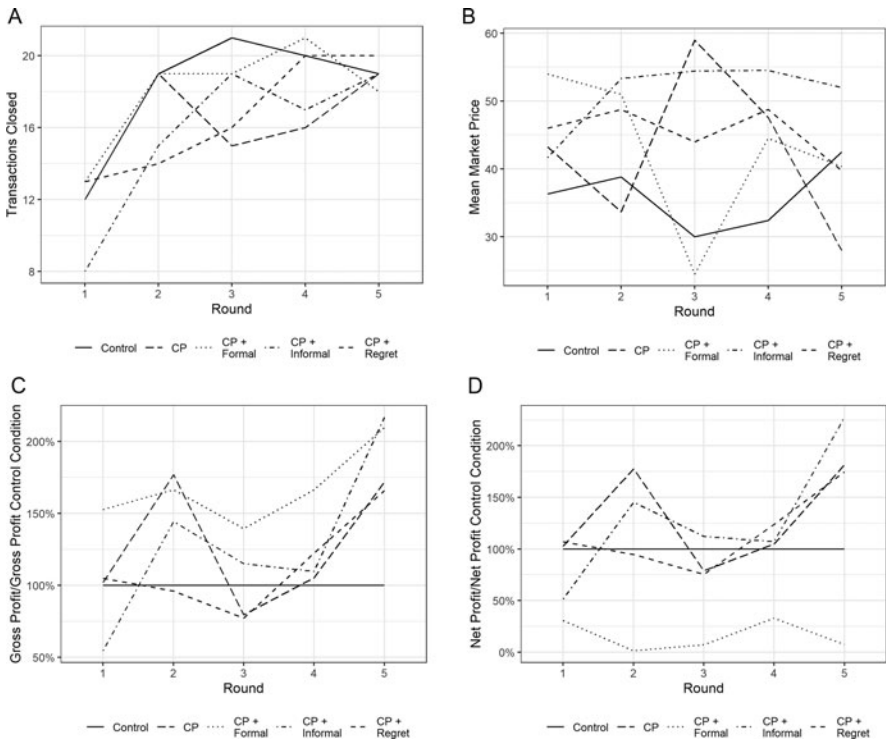 A
Transactions Closed
20
16
12
8
1 2 3 4 5
Round
Control CP CP + Formal CP + Informal CP + Regret
B
Mean Market Price
60
50
40
30
1 2 3 4 5
Round
Control CP CP + Formal CP + Informal CP + Regret
C
Gross Profit/Gross Profit Control Condition
200%
150%
100%
50%
1 2 3 4 5
Round
Control CP CP + Formal CP + Informal CP + Regret
D
Net Profit/Net Profit Control Condition
200%
150%
100%
50%
0%
1 2 3 4 5
Round
Control CP CP + Formal CP + Informal CP + Regret